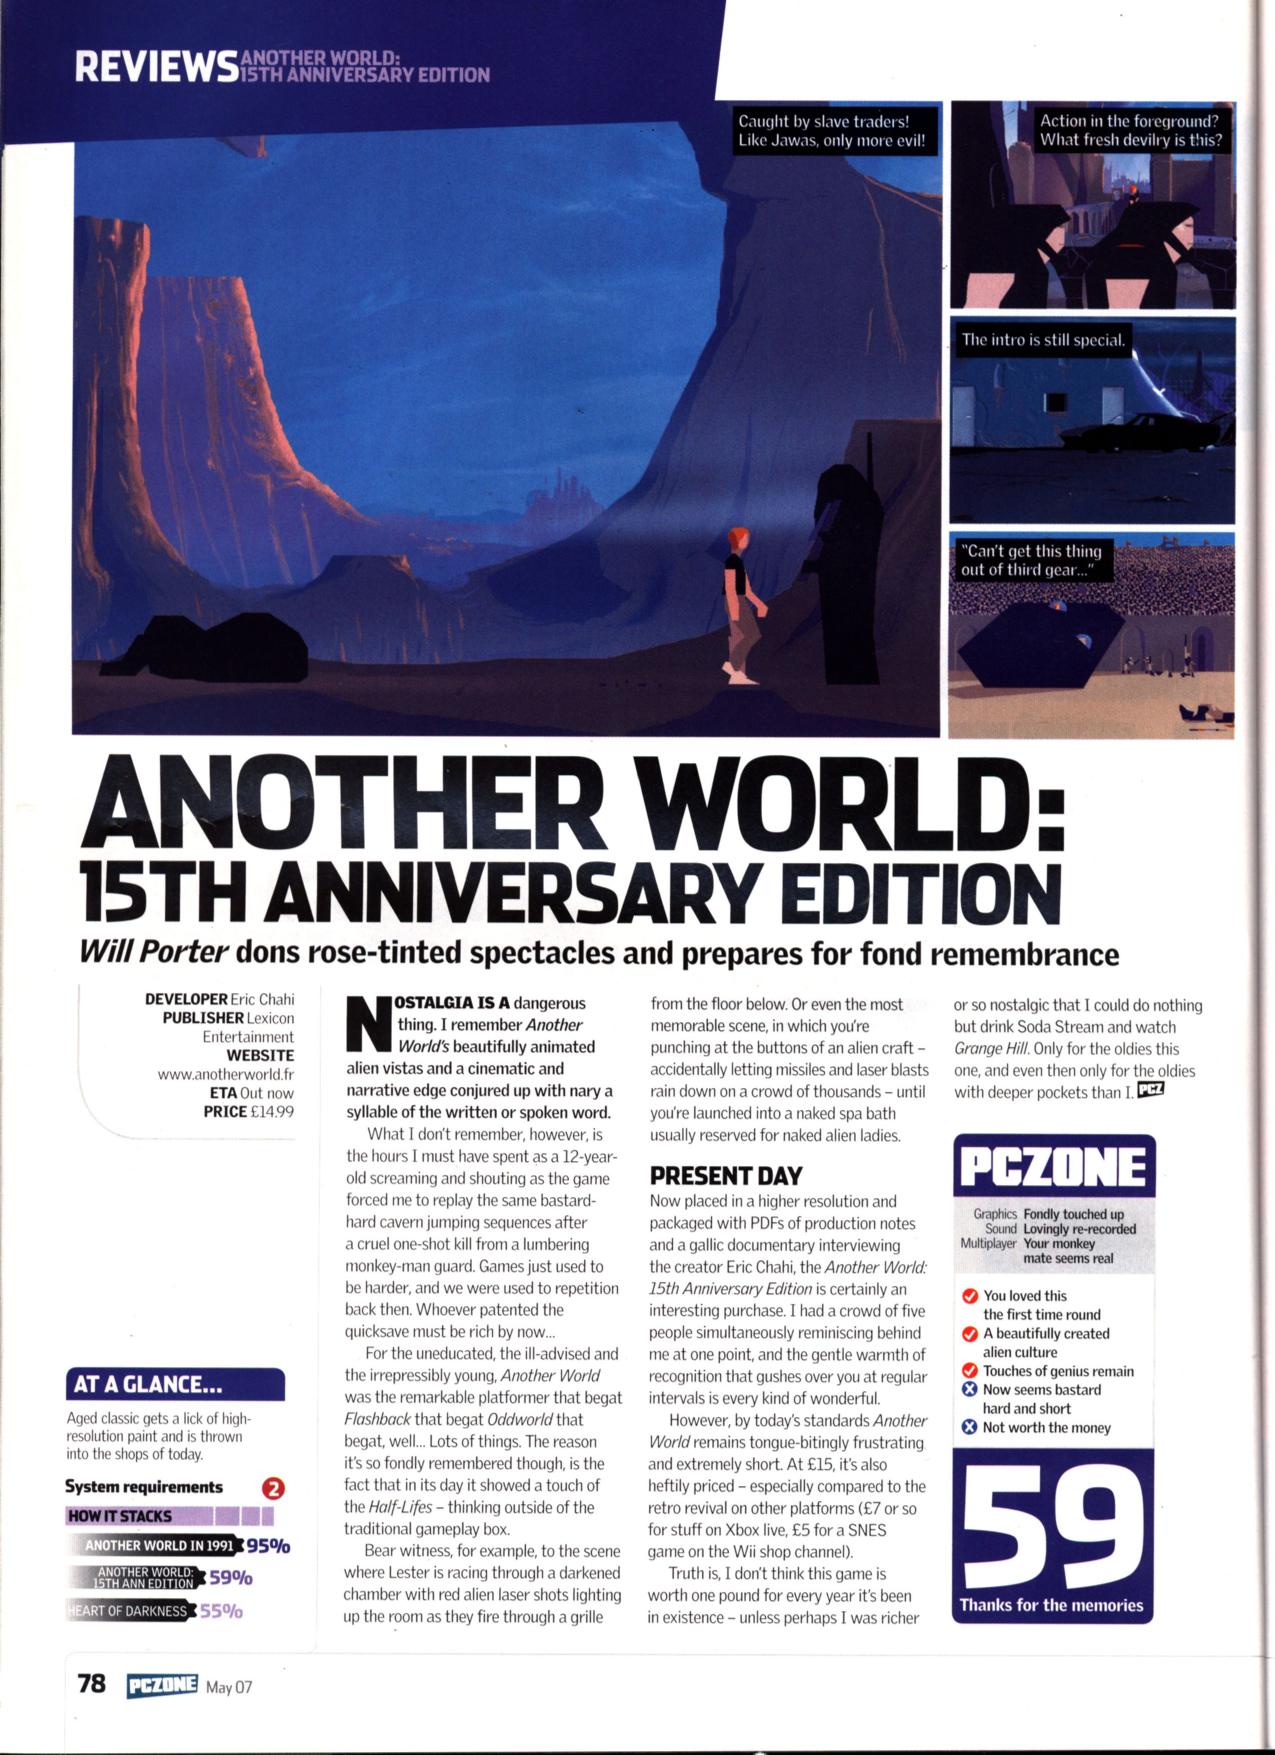 REVIEWS ANOTHER WORLD:
15TH ANNIVERSARY EDITION
Caught by slave traders!
Like Jawas, only more evil!
Action in the foreground?
What fresh devilry is this?
The intro is still special.
"Can't get this thing
out of third gear..."
ANOTHER WORLD:
15TH ANNIVERSARY EDITION
Will Porter dons rose-tinted spectacles and prepares for fond remembrance
DEVELOPER Eric Chahi
PUBLISHER Lexicon
Entertainment
WEBSITE
www.anotherworld.fr
ETA Out now
PRICE £14.99
AT A GLANCE...
Aged classic gets a lick of high-
resolution paint and is thrown
into the shops of today.
System requirements 2
HOW IT STACKS
ANOTHER WORLD IN 1991 95%
ANOTHER WORLD:
15TH ANN EDITION 59%
HEART OF DARKNESS 55%
NOSTALGIA IS A dangerous
thing. I remember Another
World's beautifully animated
alien vistas and a cinematic and
narrative edge conjured up with nary a
syllable of the written or spoken word.
What I don't remember, however, is
the hours I must have spent as a 12-year-
old screaming and shouting as the game
forced me to replay the same bastard-
hard cavern jumping sequences after
a cruel one-shot kill from a lumbering
monkey-man guard. Games just used to
be harder, and we were used to repetition
back then. Whoever patented the
quicksave must be rich by now...
For the uneducated, the ill-advised and
the irrepressibly young, Another World
was the remarkable platformer that begat
Flashback that begat Oddworld that
begat, well... Lots of things. The reason
it's so fondly remembered though, is the
fact that in its day it showed a touch of
the Half-Lifes – thinking outside of the
traditional gameplay box.
Bear witness, for example, to the scene
where Lester is racing through a darkened
chamber with red alien laser shots lighting
up the room as they fire through a grille
from the floor below. Or even the most
memorable scene, in which you're
punching at the buttons of an alien craft –
accidentally letting missiles and laser blasts
rain down on a crowd of thousands – until
you're launched into a naked spa bath
usually reserved for naked alien ladies.
PRESENT DAY
Now placed in a higher resolution and
packaged with PDFs of production notes
and a gallic documentary interviewing
the creator Eric Chahi, the Another World:
15th Anniversary Edition is certainly an
interesting purchase. I had a crowd of five
people simultaneously reminiscing behind
me at one point, and the gentle warmth of
recognition that gushes over you at regular
intervals is every kind of wonderful.
However, by today's standards Another
World remains tongue-bitingly frustrating
and extremely short. At £15, it's also
heftily priced – especially compared to the
retro revival on other platforms (£7 or so
for stuff on Xbox live, £5 for a SNES
game on the Wii shop channel).
Truth is, I don't think this game is
worth one pound for every year it's been
in existence – unless perhaps I was richer
or so nostalgic that I could do nothing
but drink Soda Stream and watch
Grange Hill. Only for the oldies this
one, and even then only for the oldies
with deeper pockets than I. PCZ
PCZONE
Graphics Fondly touched up
Sound Lovingly re-recorded
Multiplayer Your monkey
mate seems real
You loved this
the first time round
A beautifully created
alien culture
Touches of genius remain
Now seems bastard
hard and short
Not worth the money
59
Thanks for the memories
78 PCZONE May 07